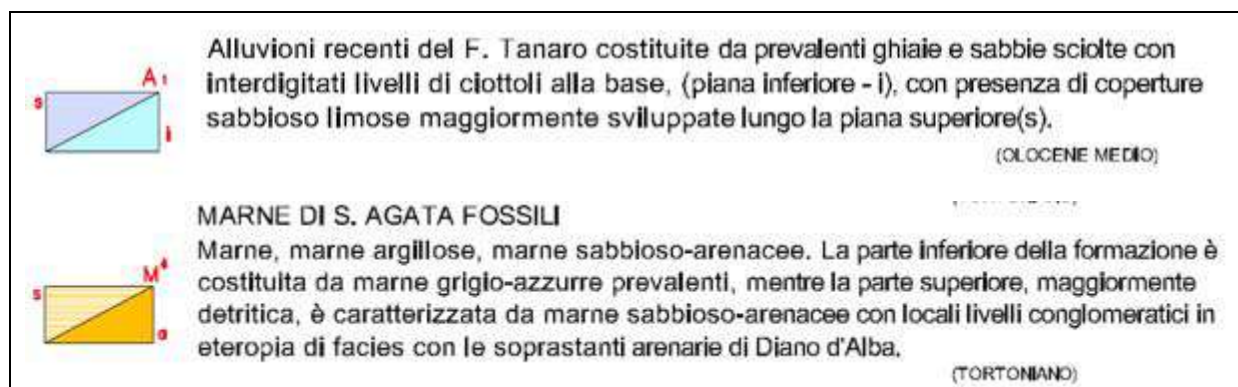 Alluvioni recenti del F. Tanaro costituite da prevalenti ghiaie e sabbie sciolte con
A1
interdigitati livelli di ciottoli alla base, (piana inferiore - i), con presenza di coperture
s
sabbioso limose maggiormente sviluppate lungo la piana superiore(s).
i
(OLOCENE MEDIO)
MARNE DI S. AGATA FOSSILI
Marne, marne argillose, marne sabbioso-arenacee. La parte inferiore della formazione è
M4
costituita da marne grigio-azzurre prevalenti, mentre la parte superiore, maggiormente
s
detritica, è caratterizzata da marne sabbioso-arenacee con locali livelli conglomeratici in
a
eteropia di facies con le soprastanti arenarie di Diano d'Alba.
(TORTONIANO)